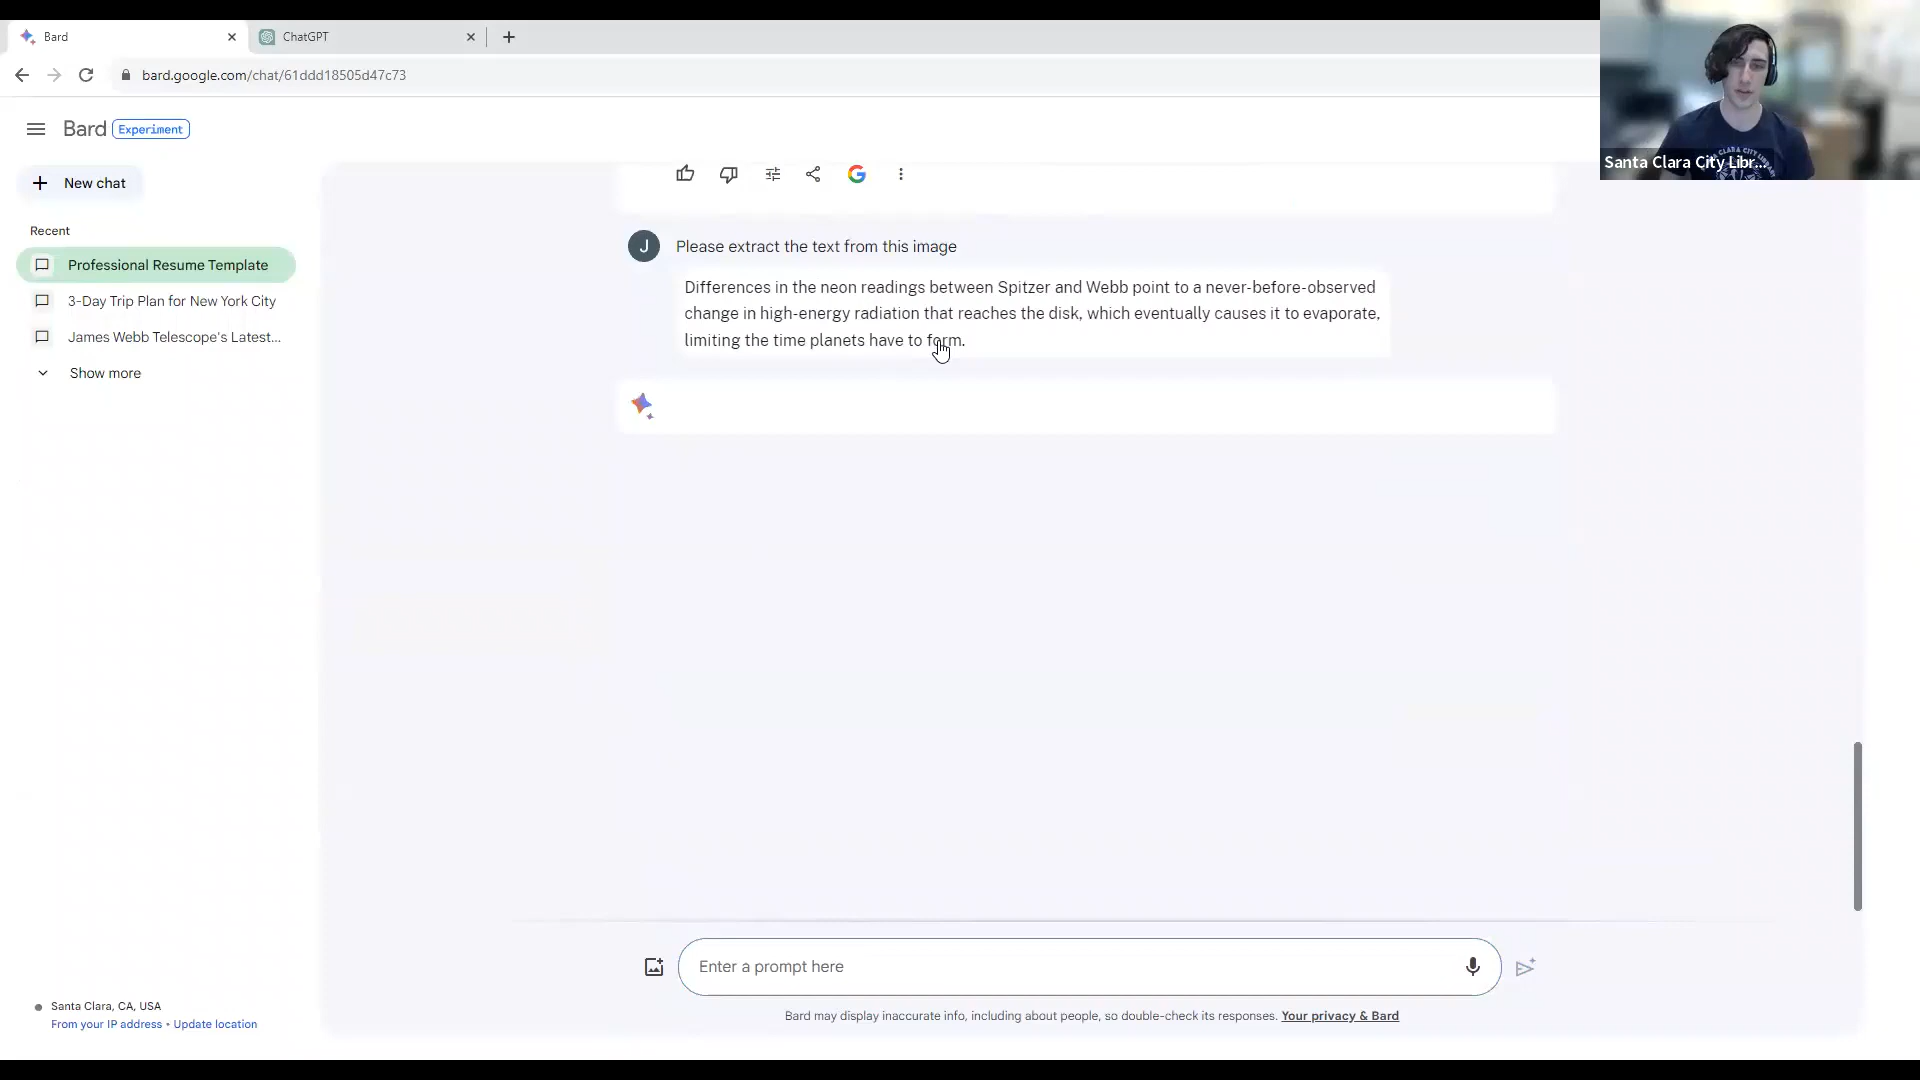 Bard
ChatGPT
bard.google.com/chat/61ddd18505d47c73
Bard Experiment
New chat
Recent
Professional Resume Template
3-Day Trip Plan for New York City
James Webb Telescope's Latest...
Show more
J Please extract the text from this image
Differences in the neon readings between Spitzer and Webb point to a never-before-observed
change in high-energy radiation that reaches the disk, which eventually causes it to evaporate,
limiting the time planets have to form.
Enter a prompt here
Bard may display inaccurate info, including about people, so double-check its responses. Your privacy & Bard
Santa Clara, CA, USA
From your IP address • Update location
CLARA CITY
Santa Clara City Libr...